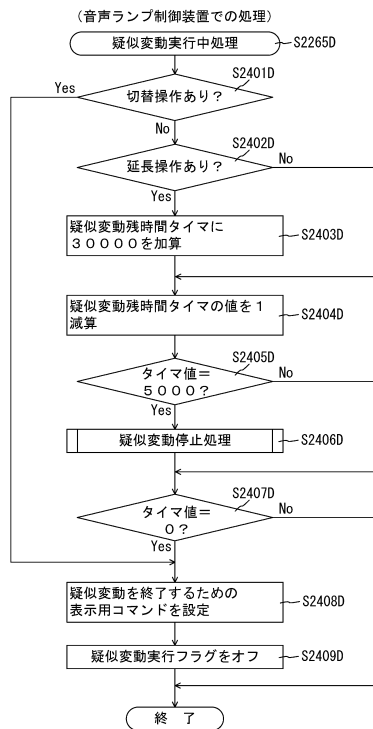 （音声ランプ制御装置での処理）
疑似変動実行中処理
S2265D
S2401D
Yes
切替操作あり？
No
S2402D
延長操作あり？
No
Yes
疑似変動残時間タイマに
３００００を加算
S2403D
疑似変動残時間タイマの値を１
減算
S2404D
S2405D
タイマ値＝
５０００？
No
Yes
疑似変動停止処理
S2406D
S2407D
タイマ値＝
０？
No
Yes
疑似変動を終了するための
表示用コマンドを設定
S2408D
疑似変動実行フラグをオフ
S2409D
終　了